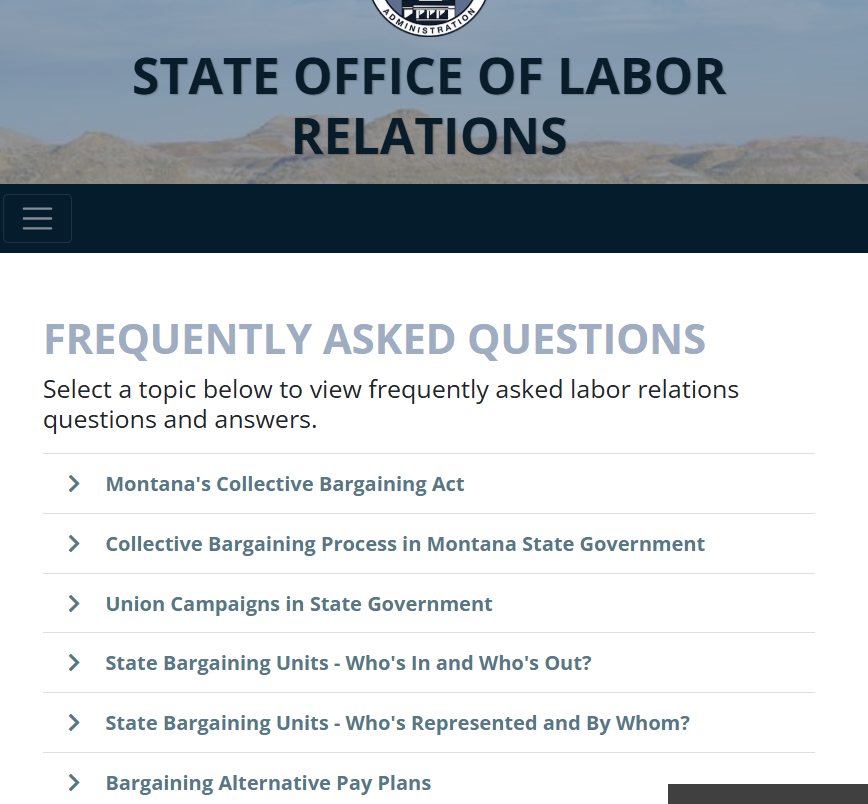 ADMINISTRATION
STATE OFFICE OF LABOR
RELATIONS
FREQUENTLY ASKED QUESTIONS
Select a topic below to view frequently asked labor relations
questions and answers.
Montana's Collective Bargaining Act
Collective Bargaining Process in Montana State Government
Union Campaigns in State Government
State Bargaining Units - Who's In and Who's Out?
State Bargaining Units - Who's Represented and By Whom?
Bargaining Alternative Pay Plans